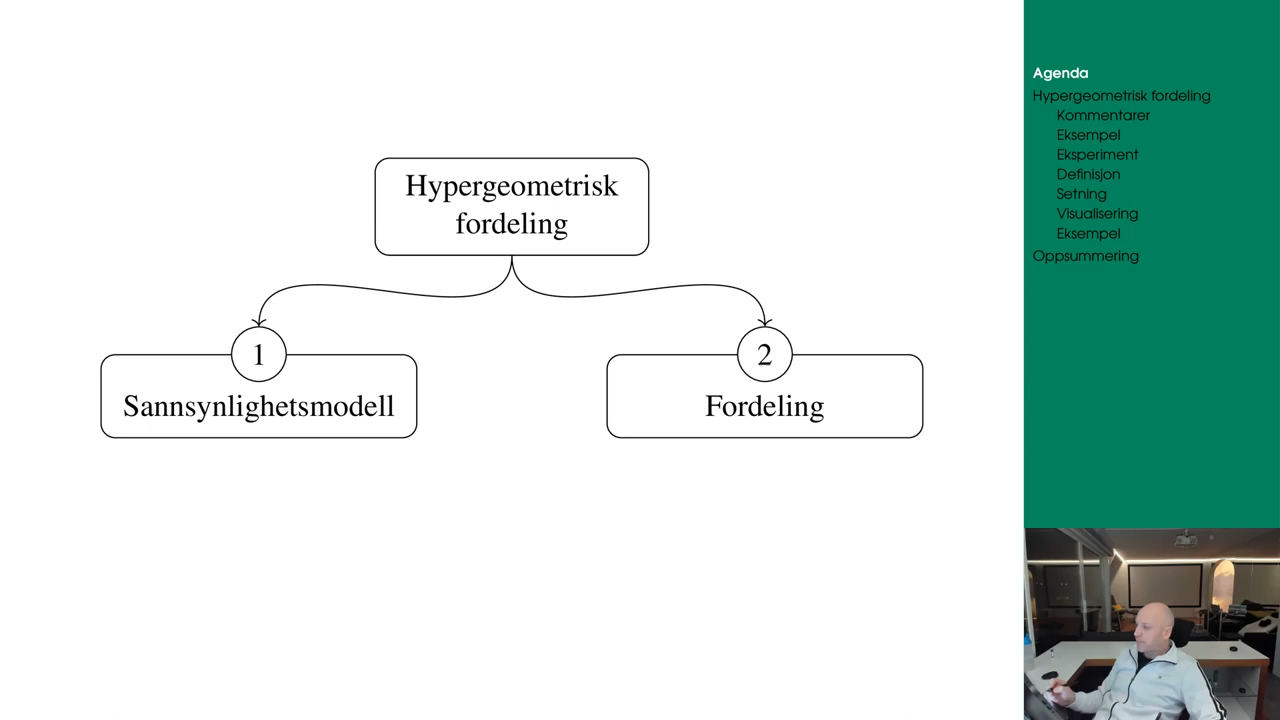 Hypergeometrisk
fordeling
1
Sannsynlighetsmodell
2
Fordeling
Agenda
Hypergeometrisk fordeling
Kommentarer
Eksempel
Eksperiment
Definisjon
Setning
Visualisering
Eksempel
Oppsummering